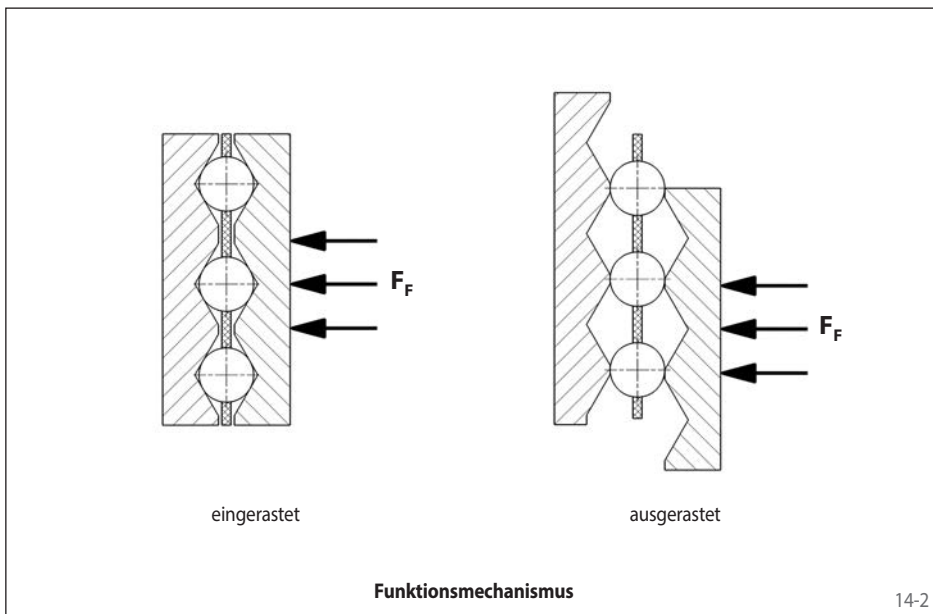 F_F
F_F
eingerastet
ausgerastet
Funktionsmechanismus
14-2